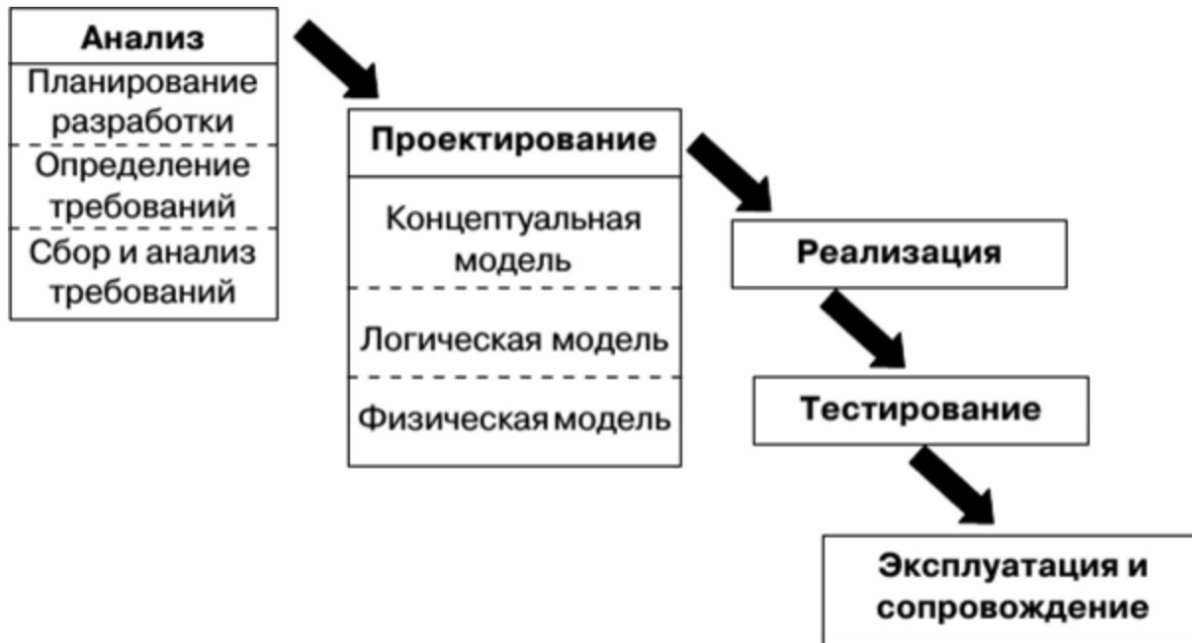 Анализ
Планирование
разработки
Определение
требований
Сбор и анализ
требований
Проектирование
Концептуальная
модель
Логическая модель
Физическая модель
Реализация
Тестирование
Эксплуатация и
сопровождение